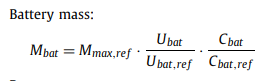 Battery mass:
M_bat = M_max,ref · U_bat / U_bat,ref · C_bat / C_bat,ref